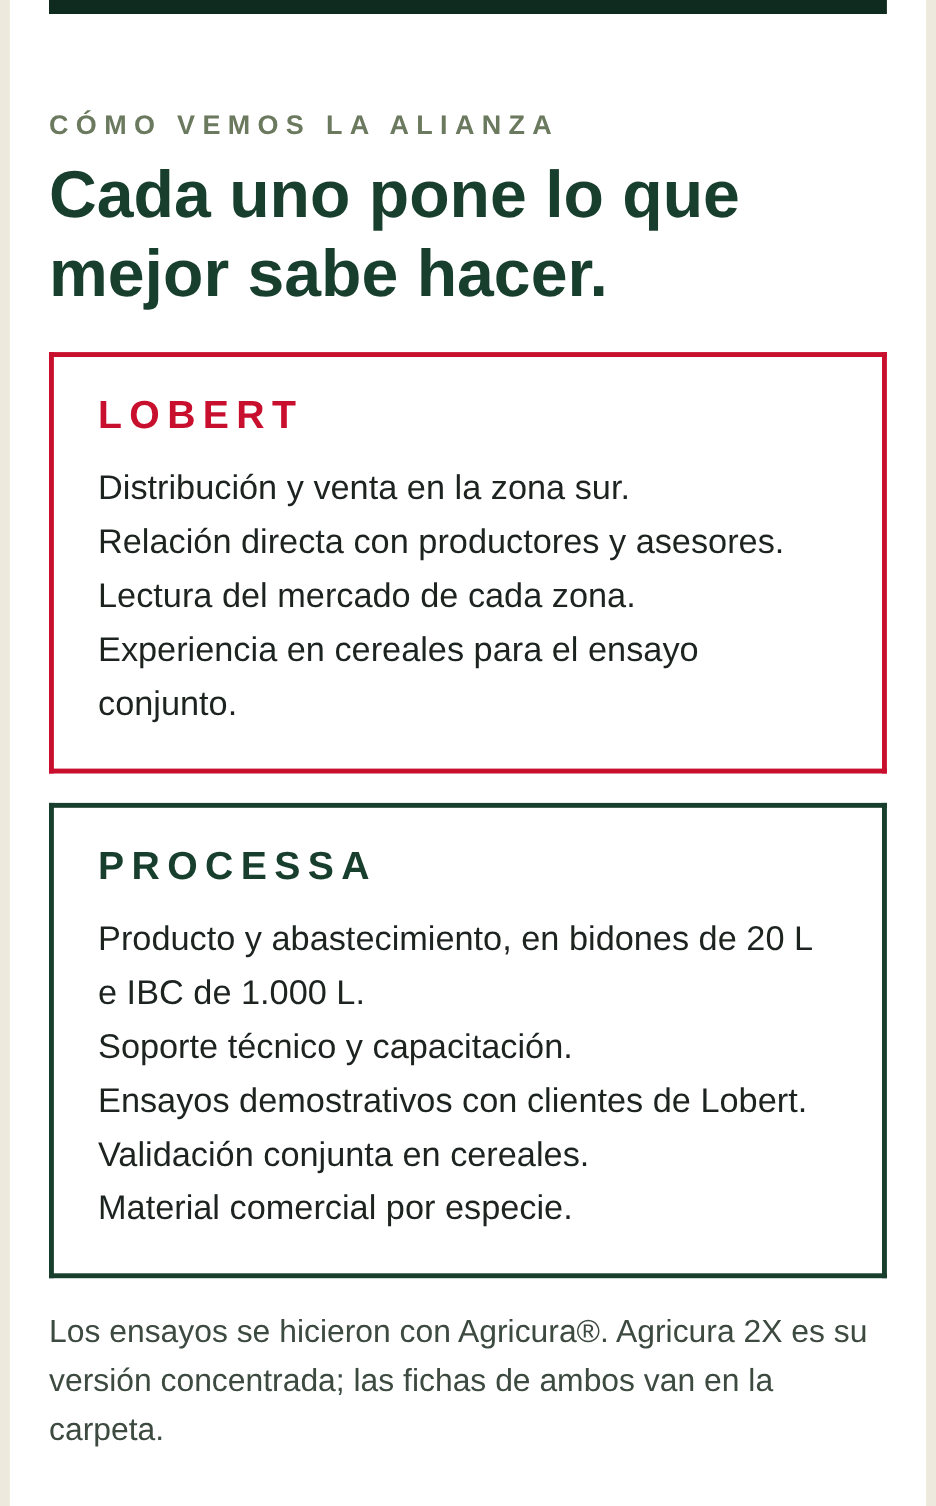 CÓMO VEMOS LA ALIANZA
Cada uno pone lo que
mejor sabe hacer.
LOBERT
Distribución y venta en la zona sur.
Relación directa con productores y asesores.
Lectura del mercado de cada zona.
Experiencia en cereales para el ensayo
conjunto.
PROCESSA
Producto y abastecimiento, en bidones de 20 L
e IBC de 1.000 L.
Soporte técnico y capacitación.
Ensayos demostrativos con clientes de Lobert.
Validación conjunta en cereales.
Material comercial por especie.
Los ensayos se hicieron con Agricura®. Agricura 2X es su
versión concentrada; las fichas de ambos van en la
carpeta.